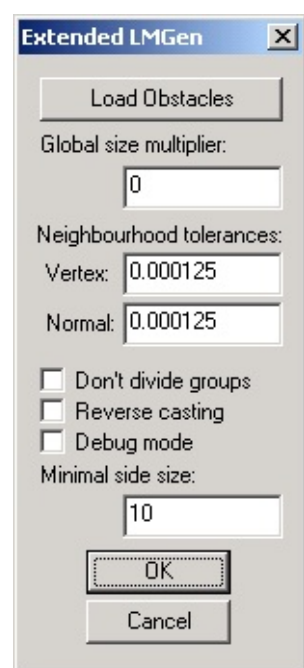 Extended LMGen
Load Obstacles
Global size multiplier:
0
Neighbourhood tolerances:
Vertex: 0.000125
Normal: 0.000125
Don't divide groups
Reverse casting
Debug mode
Minimal side size:
10
OK
Cancel